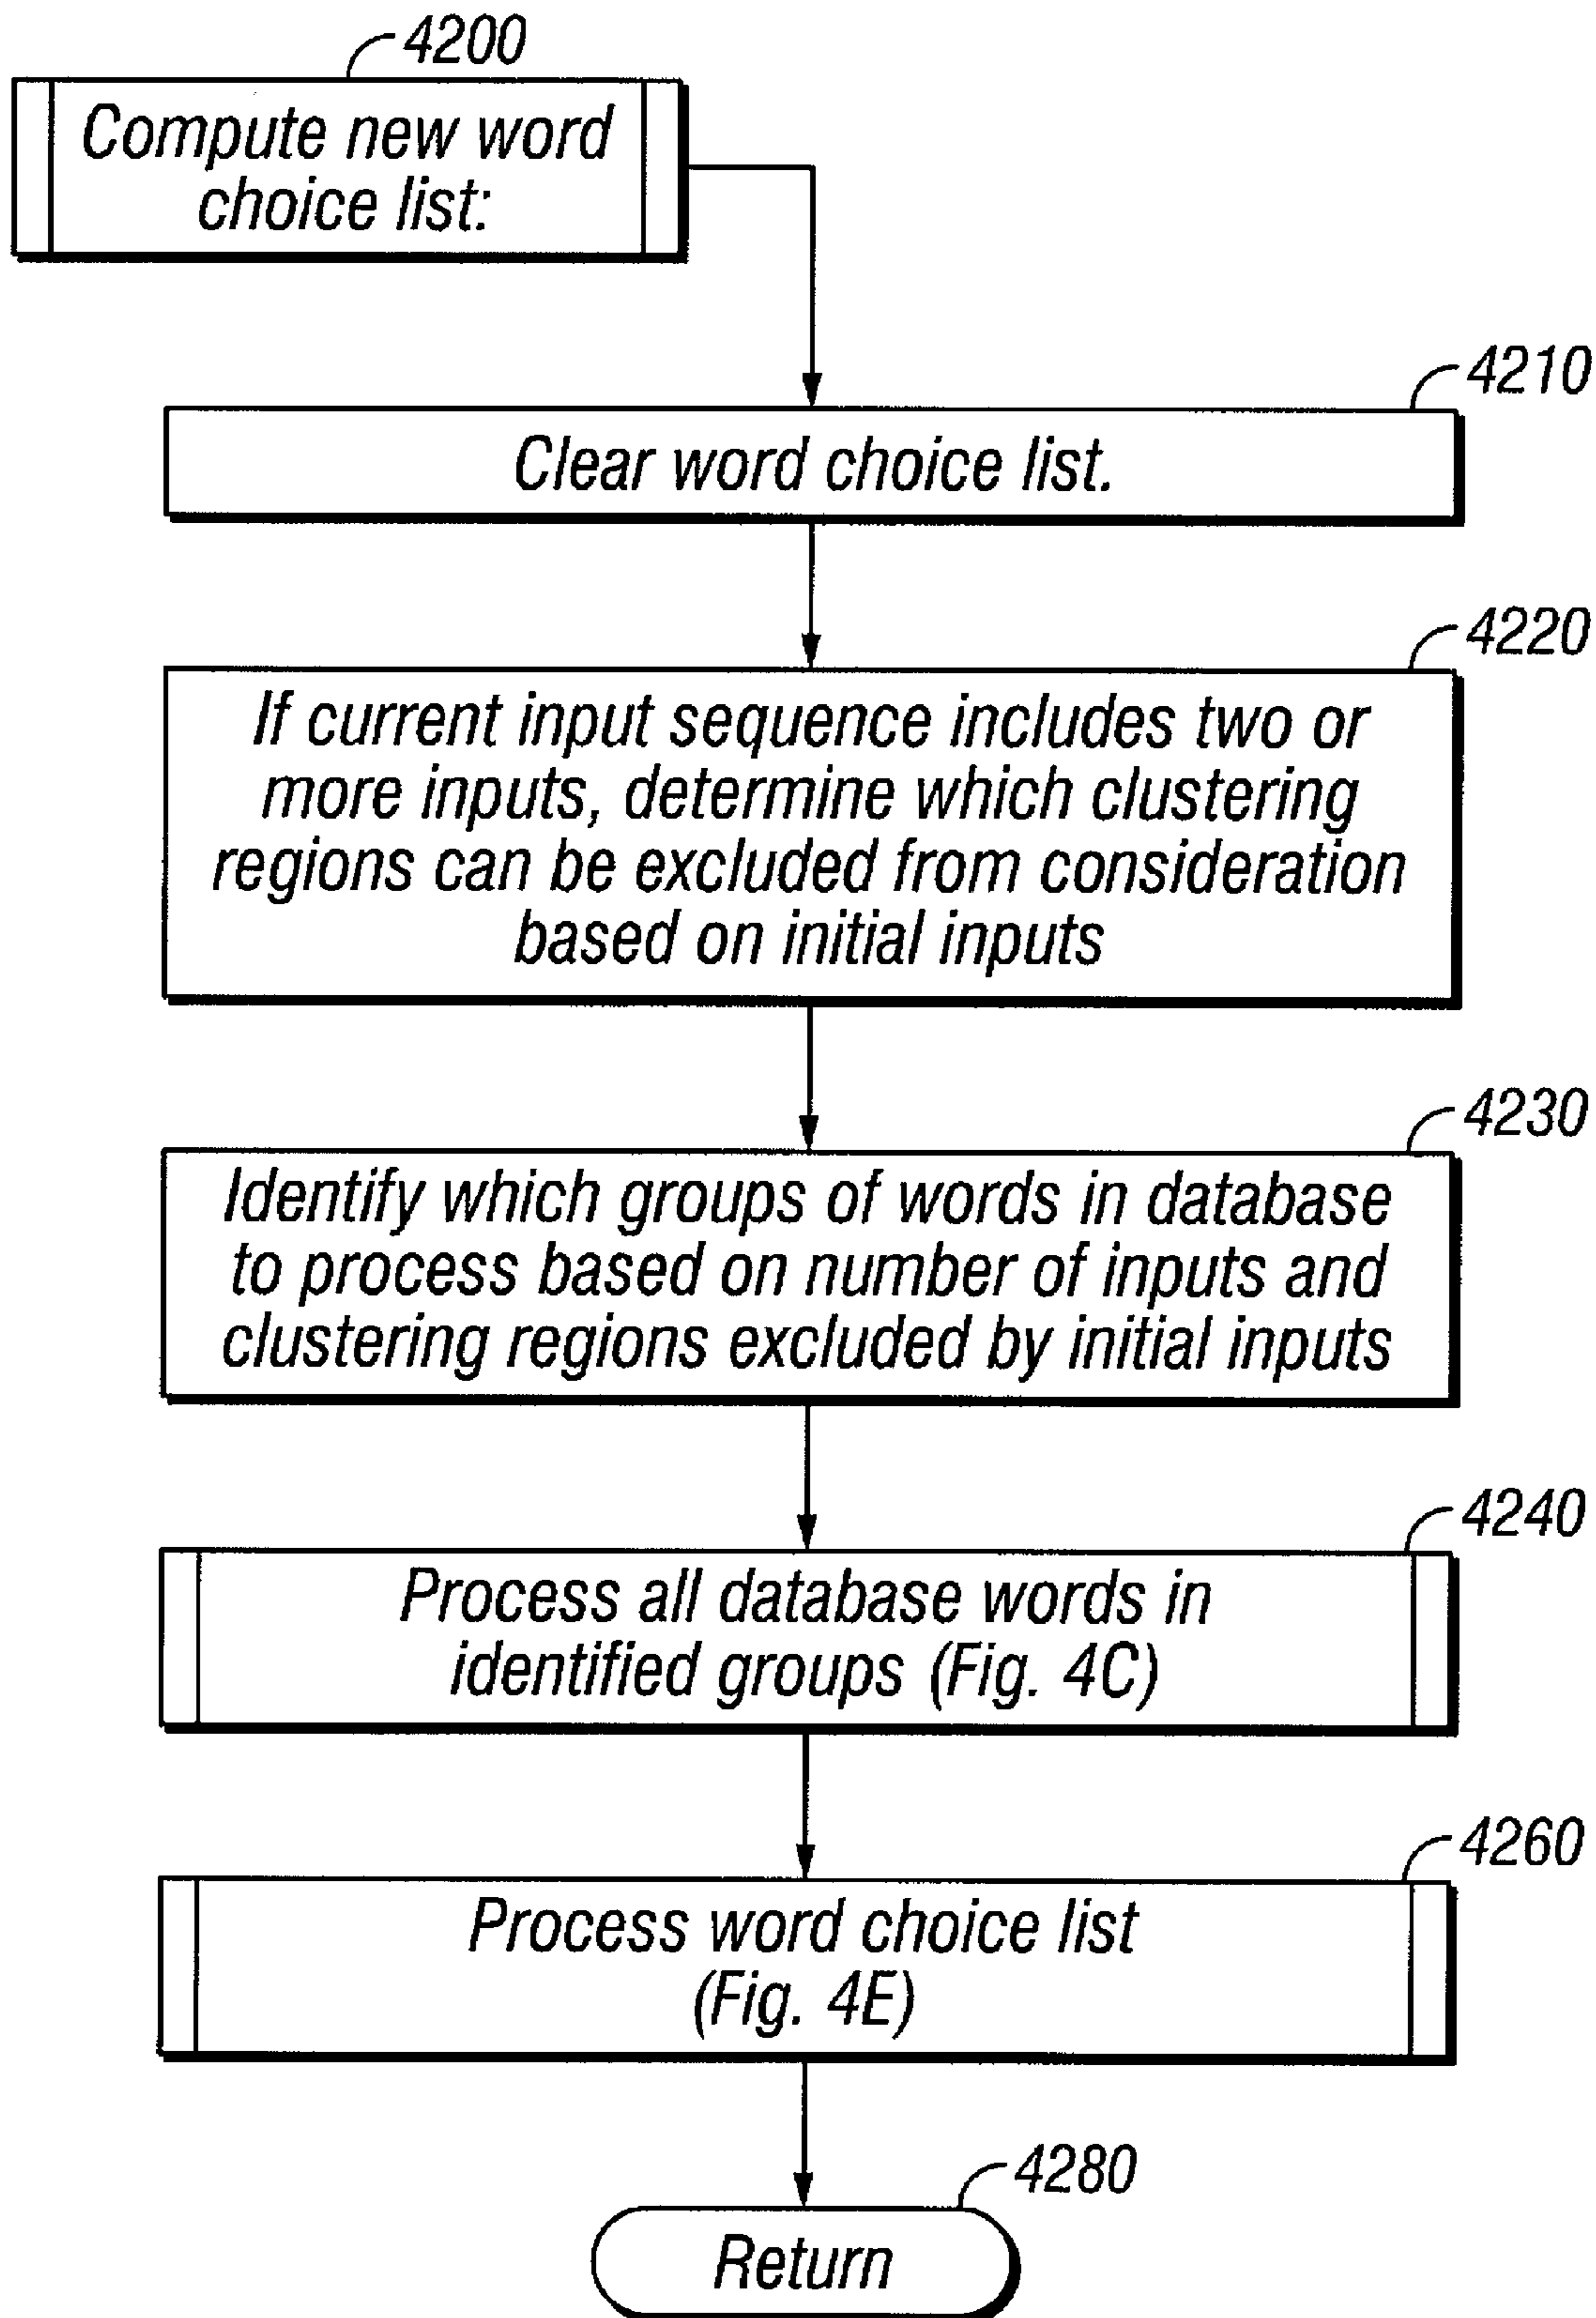 4200
Compute new word
choice list:
4210
Clear word choice list.
4220
If current input sequence includes two or
more inputs, determine which clustering
regions can be excluded from consideration
based on initial inputs
4230
Identify which groups of words in database
to process based on number of inputs and
clustering regions excluded by initial inputs
4240
Process all database words in
identified groups (Fig. 4C)
4260
Process word choice list
(Fig. 4E)
4280
Return